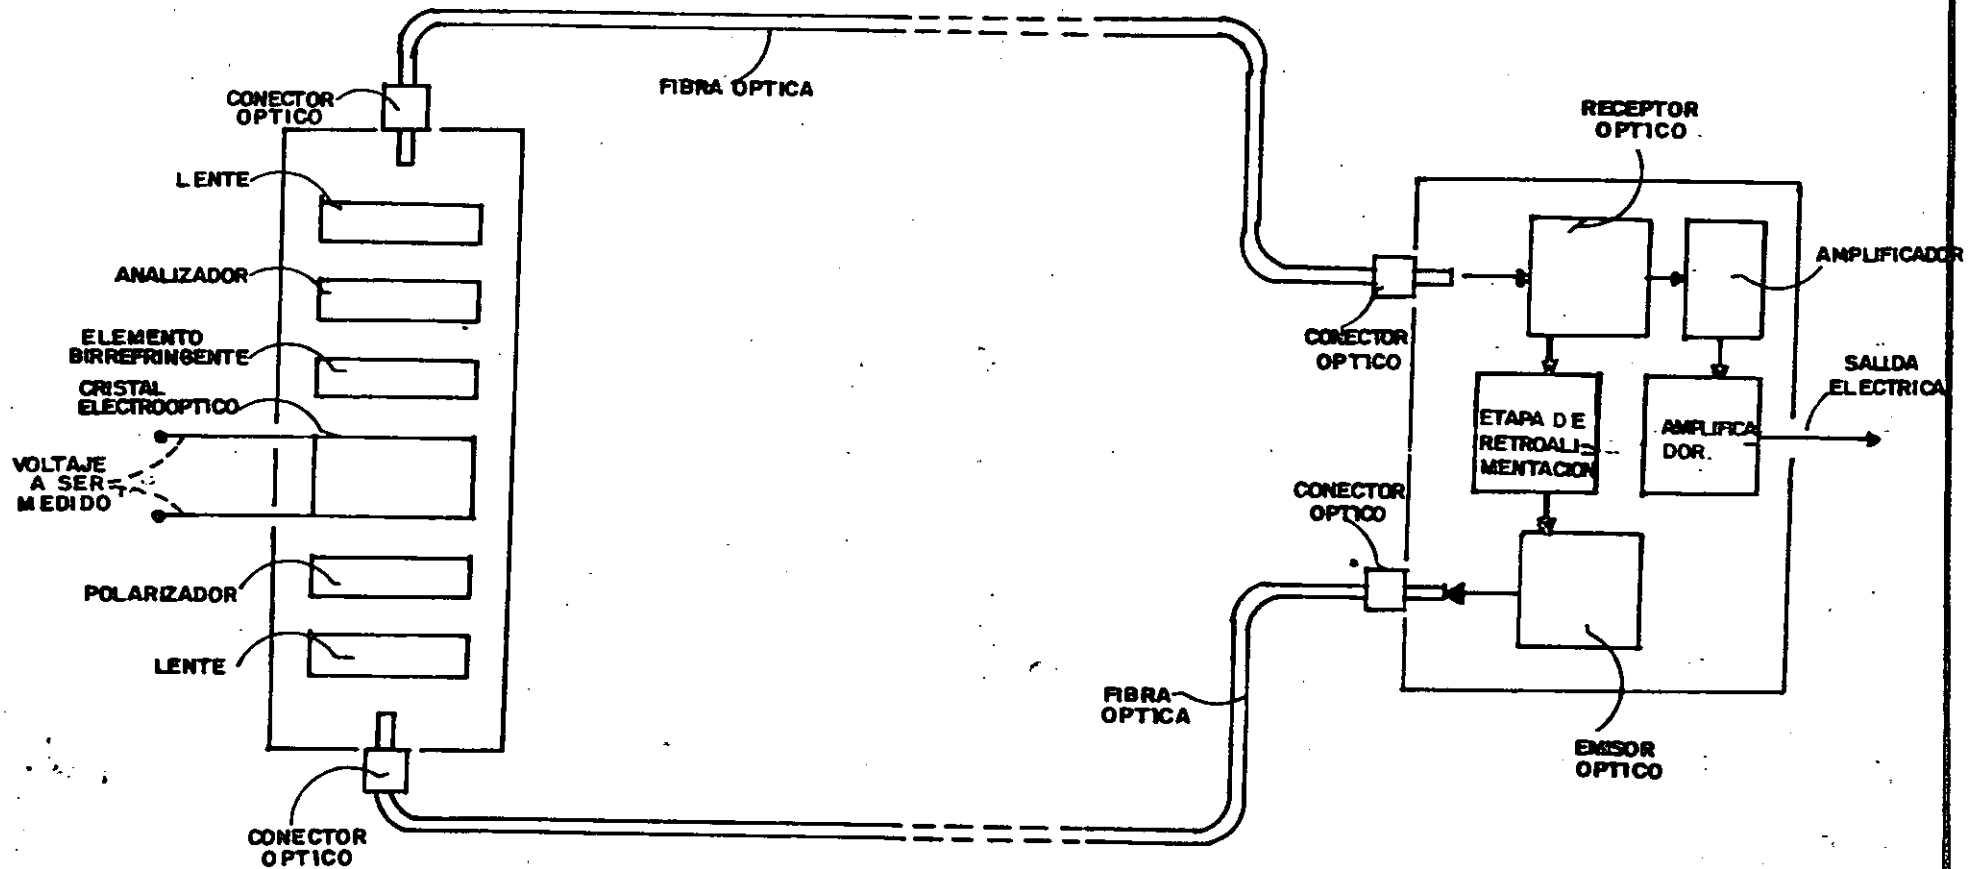 FIBRA OPTICA
CONECTOR
OPTICO
LENTE
ANALIZADOR
ELEMENTO
BIRREFRINGENTE
CRISTAL
ELECTROOPTICO
VOLTAJE
A SER
MEDIDO
POLARIZADOR
LENTE
CONECTOR
OPTICO
RECEPTOR
OPTICO
AMPLIFICADOR
CONECTOR
OPTICO
SALIDA
ELECTRICA
ETAPA DE
RETROALI-
MENTACION
AMPLIFICA-
DOR.
CONECTOR
OPTICO
FIBRA
OPTICA
EMISOR
OPTICO